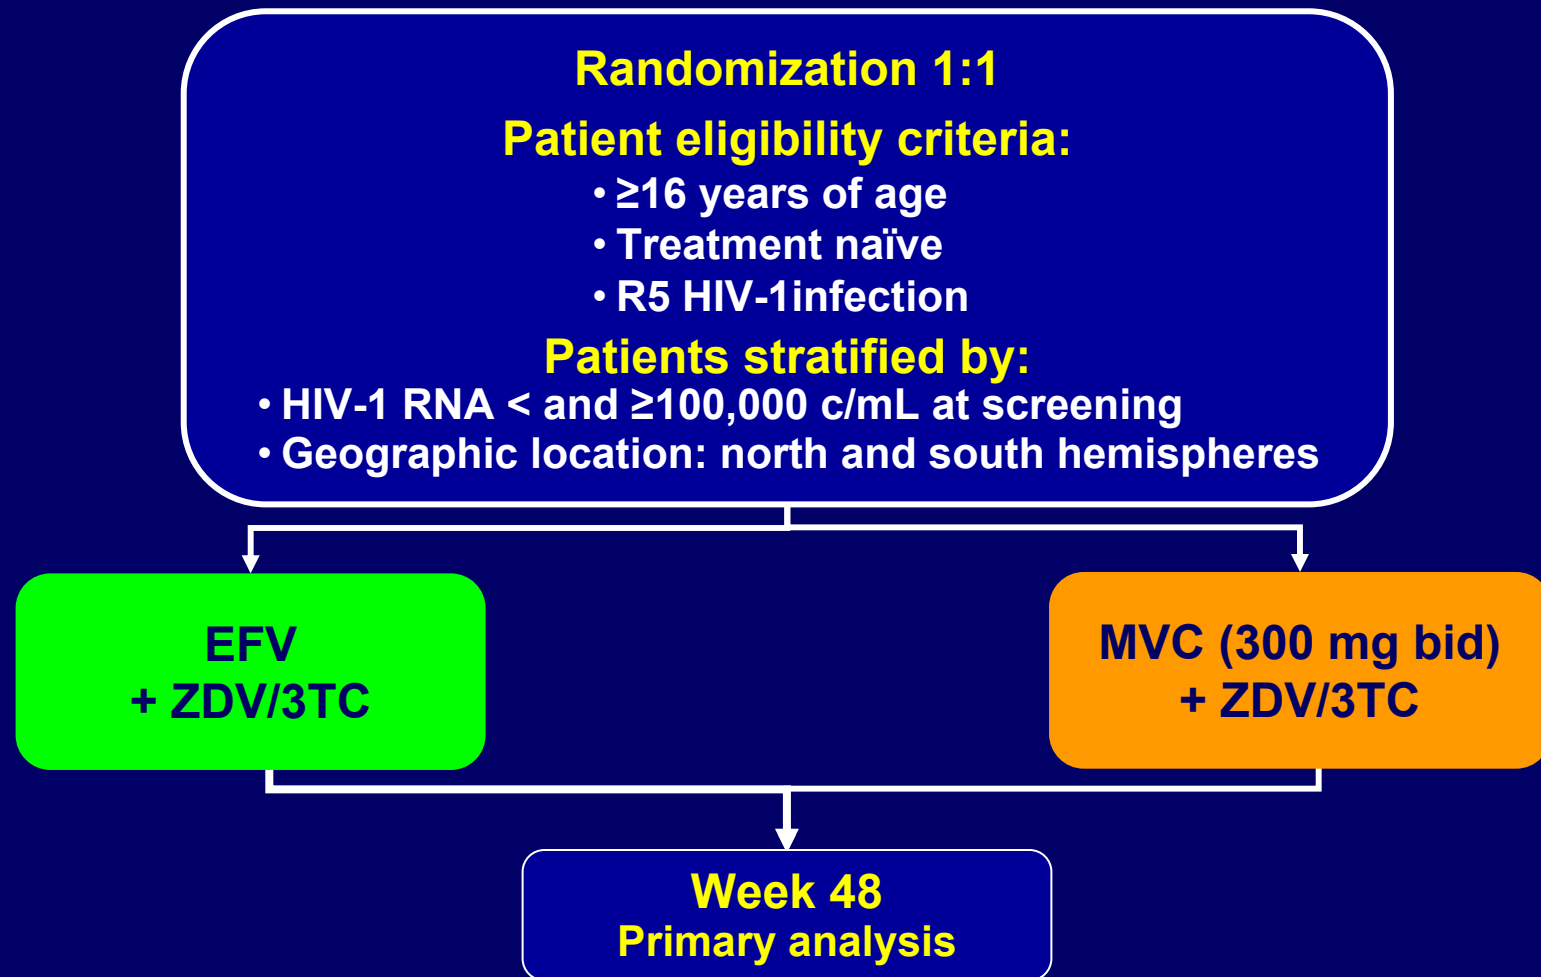 Randomization 1:1
Patient eligibility criteria:
• ≥16 years of age
• Treatment naïve
• R5 HIV-1infection
Patients stratified by:
• HIV-1 RNA < and ≥100,000 c/mL at screening
• Geographic location: north and south hemispheres
EFV
+ ZDV/3TC
MVC (300 mg bid)
+ ZDV/3TC
Week 48
Primary analysis